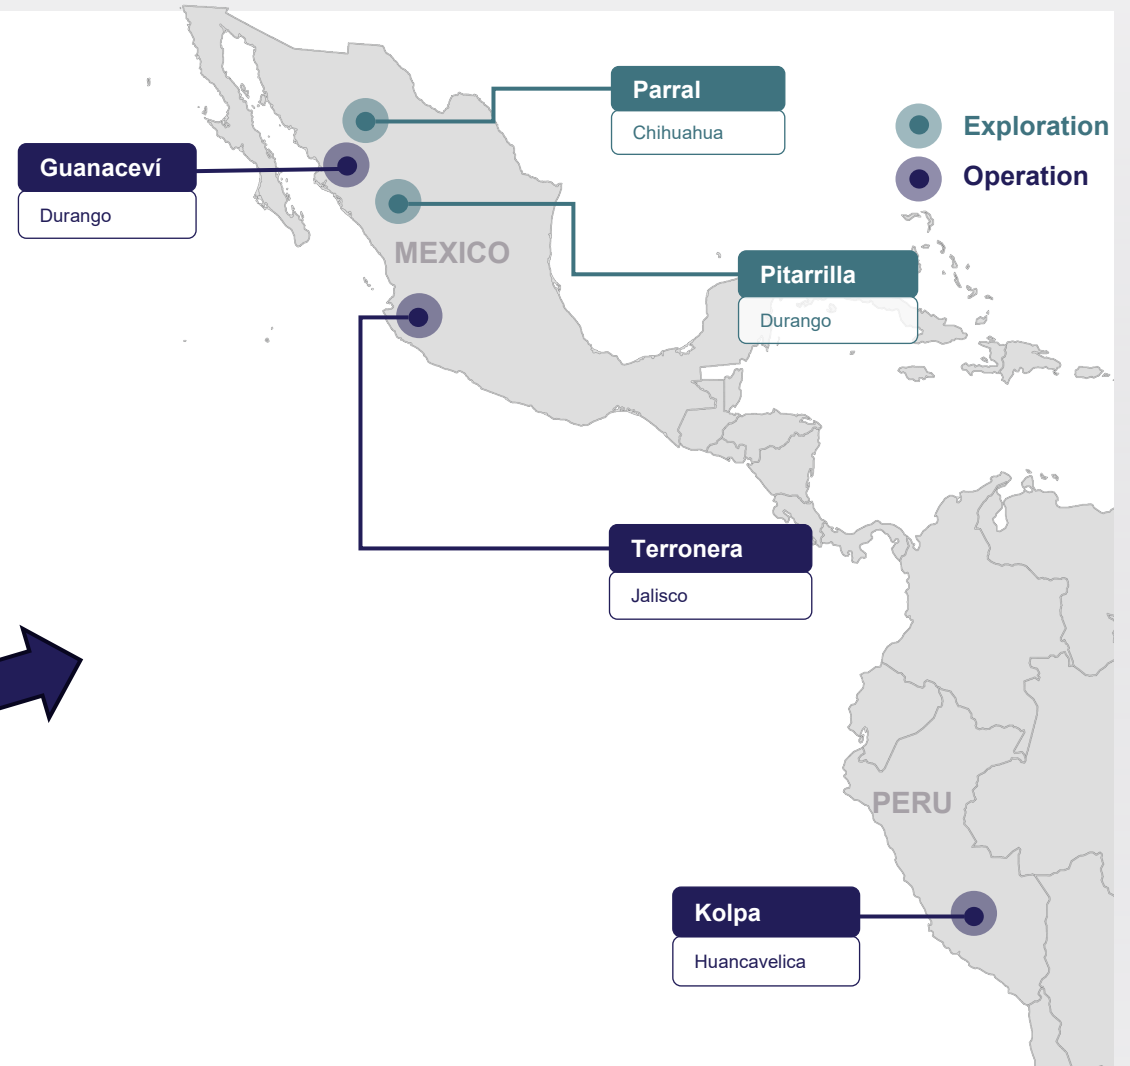 Parral
Chihuahua
Exploration
Operation
Guanaceví
Durango
MEXICO
Pitarrilla
Durango
Terronera
Jalisco
PERU
Kolpa
Huancavelica